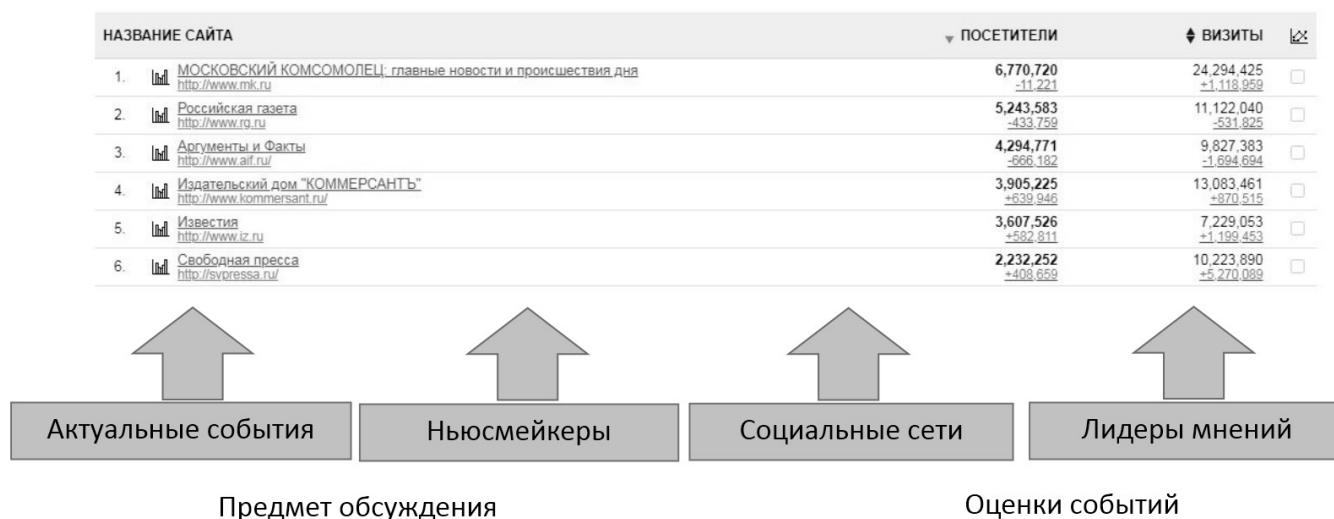 НАЗВАНИЕ САЙТА ПОСЕТИТЕЛИ ВИЗИТЫ
1. МОСКОВСКИЙ КОМСОМОЛЕЦ: главные новости и происшествия дня 6,770,720 24,294,425
http://www.mk.ru -11,221 +1,118,959
2. Российская газета 5,243,583 11,122,040
http://www.rg.ru -433,759 -531,825
3. Аргументы и Факты 4,294,771 9,827,383
http://www.aif.ru/ -666,182 -1,694,694
4. Издательский дом "КОММЕРСАНТЪ" 3,905,225 13,083,461
http://www.kommersant.ru/ +639,946 +870,515
5. Известия 3,607,526 7,229,053
http://www.iz.ru +582,811 +1,199,453
6. Свободная пресса 2,232,252 10,223,890
http://svpressa.ru/ +408,659 +5,270,089
Актуальные события Ньюсмейкеры Социальные сети Лидеры мнений
Предмет обсуждения Оценки событий